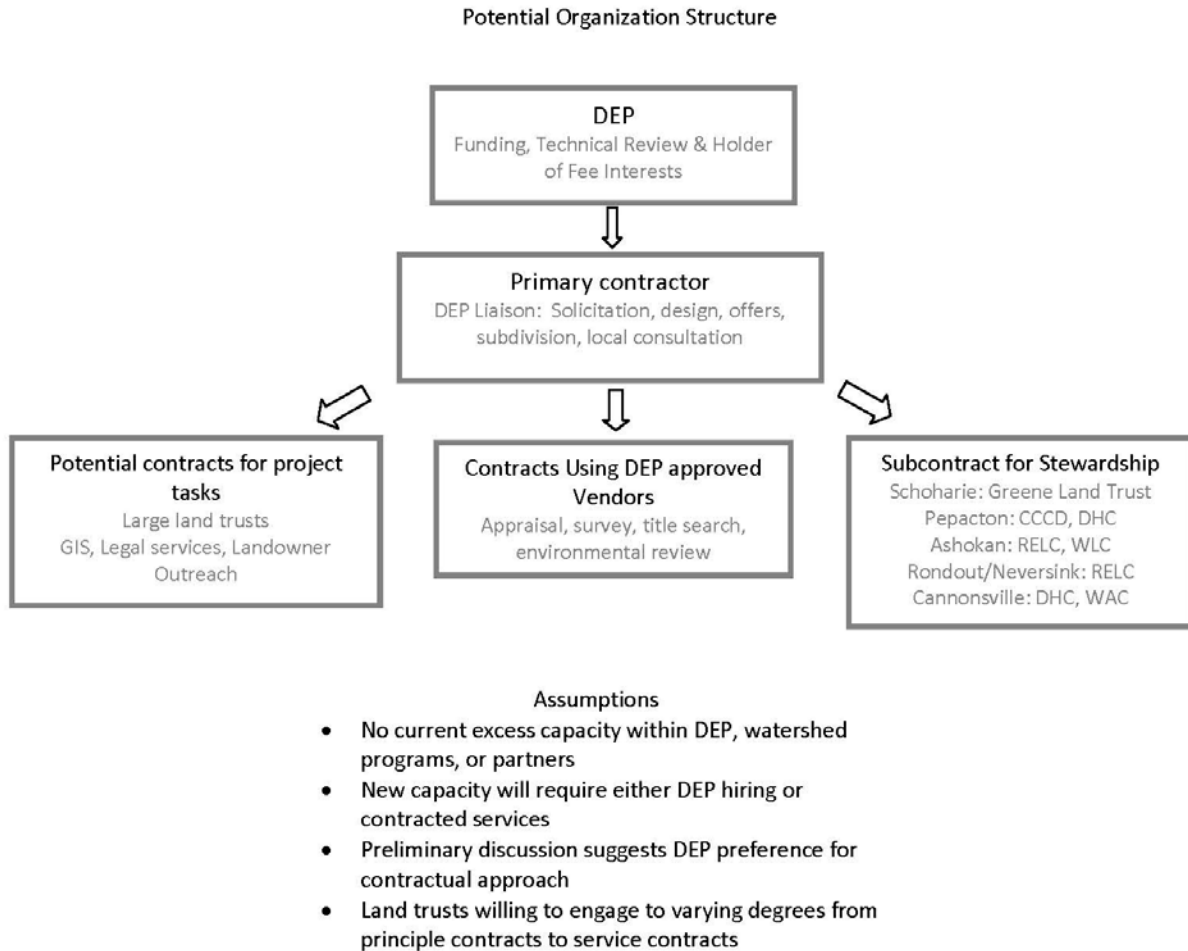 Potential Organization Structure
DEP
Funding, Technical Review & Holder
of Fee Interests
Primary contractor
DEP Liaison:  Solicitation, design, offers,
subdivision, local consultation
Potential contracts for project
tasks
Large land trusts
GIS, Legal services, Landowner
Outreach
Contracts Using DEP approved
Vendors
Appraisal, survey, title search,
environmental review
Subcontract for Stewardship
Schoharie: Greene Land Trust
Pepacton: CCCD, DHC
Ashokan: RELC, WLC
Rondout/Neversink: RELC
Cannonsville: DHC, WAC
Assumptions
• No current excess capacity within DEP, watershed
programs, or partners
• New capacity will require either DEP hiring or
contracted services
• Preliminary discussion suggests DEP preference for
contractual approach
• Land trusts willing to engage to varying degrees from
principle contracts to service contracts